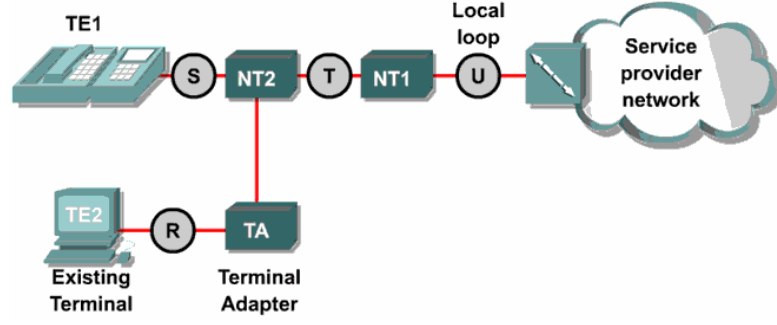 TE1
Local
loop
Service
provider
network
S
NT2
T
NT1
U
TE2
R
TA
Existing
Terminal
Terminal
Adapter